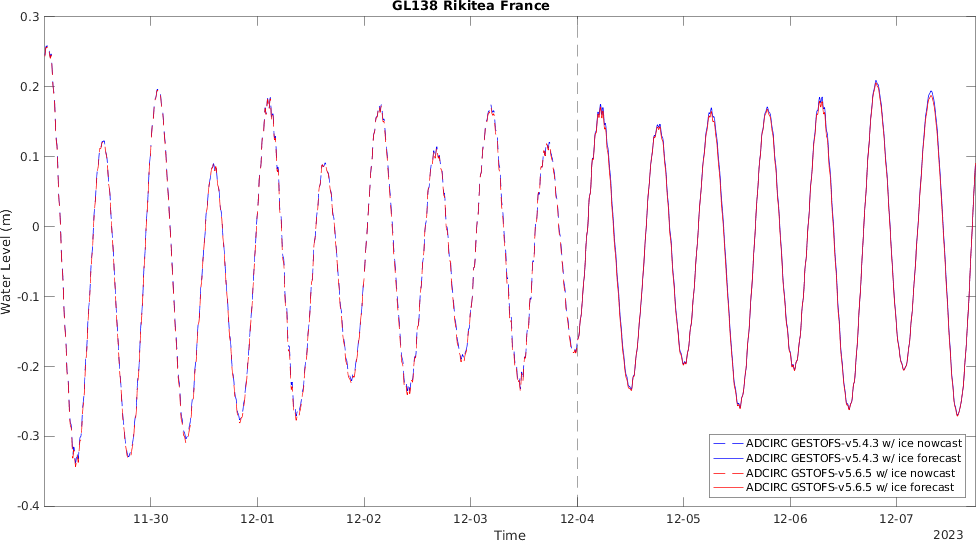 GL138 Rikitea France
0.3
0.2
0.1
0
-0.1
-0.2
-0.3
-0.4
Water Level (m)
ADCIRC GESTOFS-v5.4.3 w/ ice nowcast
ADCIRC GESTOFS-v5.4.3 w/ ice forecast
ADCIRC GSTOFS-v5.6.5 w/ ice nowcast
ADCIRC GSTOFS-v5.6.5 w/ ice forecast
11-30 12-01 12-02 12-03 12-04 12-05 12-06 12-07
Time
2023